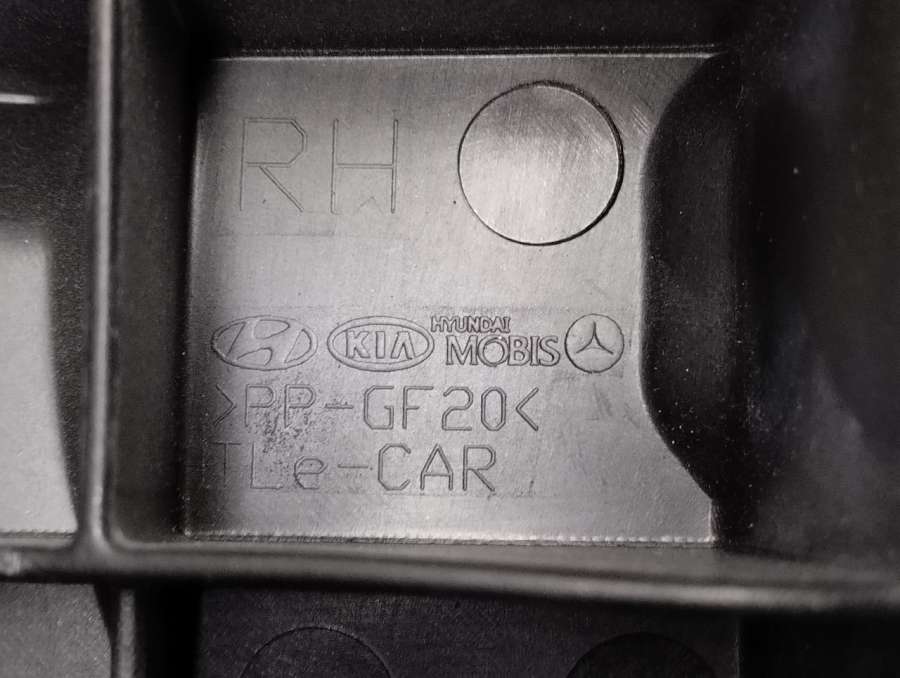 RH
KIA HYUNDAI MOBIS
>PP-GF20<
TLe-CAR